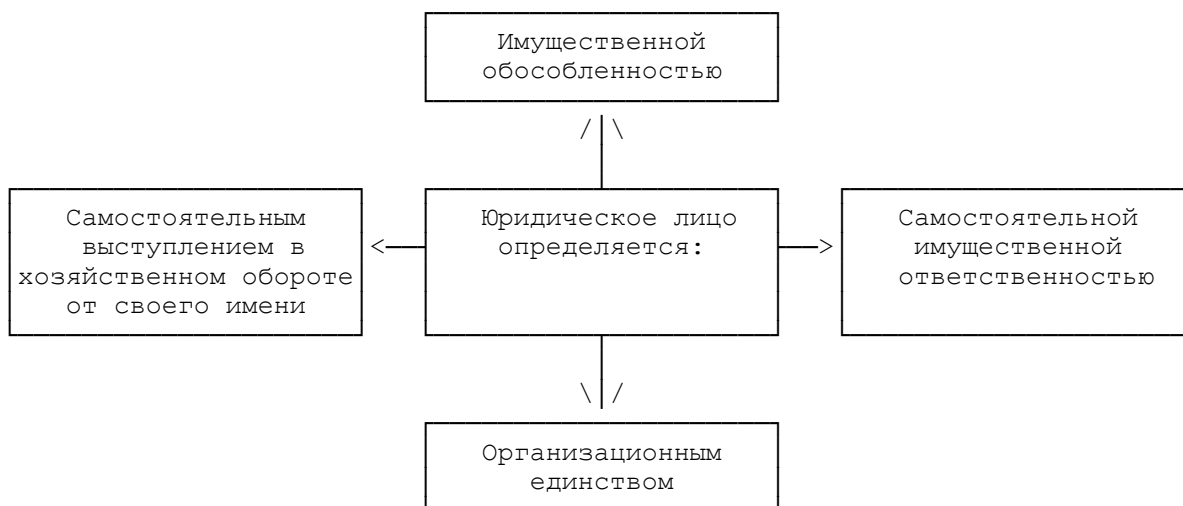 Имущественной
обособленностью
Самостоятельным
выступлением в
хозяйственном обороте
от своего имени
Юридическое лицо
определяется:
Самостоятельной
имущественной
ответственностью
Организационным
единством